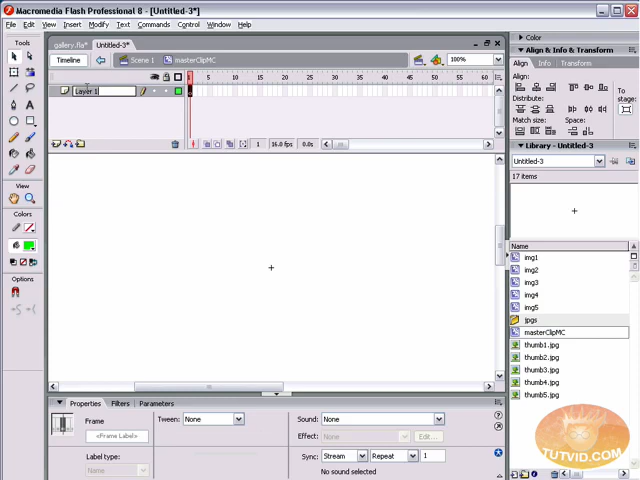 Macromedia Flash Professional 8 - [Untitled-3*]
File Edit View Insert Modify Text Commands Control Window Help
Tools
View
Colors
Options
gallery.fla* Untitled-3*
Timeline Scene 1 masterClipMC 100%
1 5 10 15 20 25 30 35 40 45 50 55 60
Layer 1
1 16.0 fps 0.0s
Properties Filters Parameters
Frame
<Frame Label>
Label type:
Name
Tween: None
Sound: None
Effect: None Edit...
Sync: Stream Repeat 1
No sound selected
Color
Align & Info & Transform
Align Info Transform
Align:
Distribute:
Match size: Space:
To stage:
Library - Untitled-3
Untitled-3
17 items
Name
img1
img2
img3
img4
img5
jpgs
masterClipMC
thumb1.jpg
thumb2.jpg
thumb3.jpg
thumb4.jpg
thumb5.jpg
TUTVID.COM